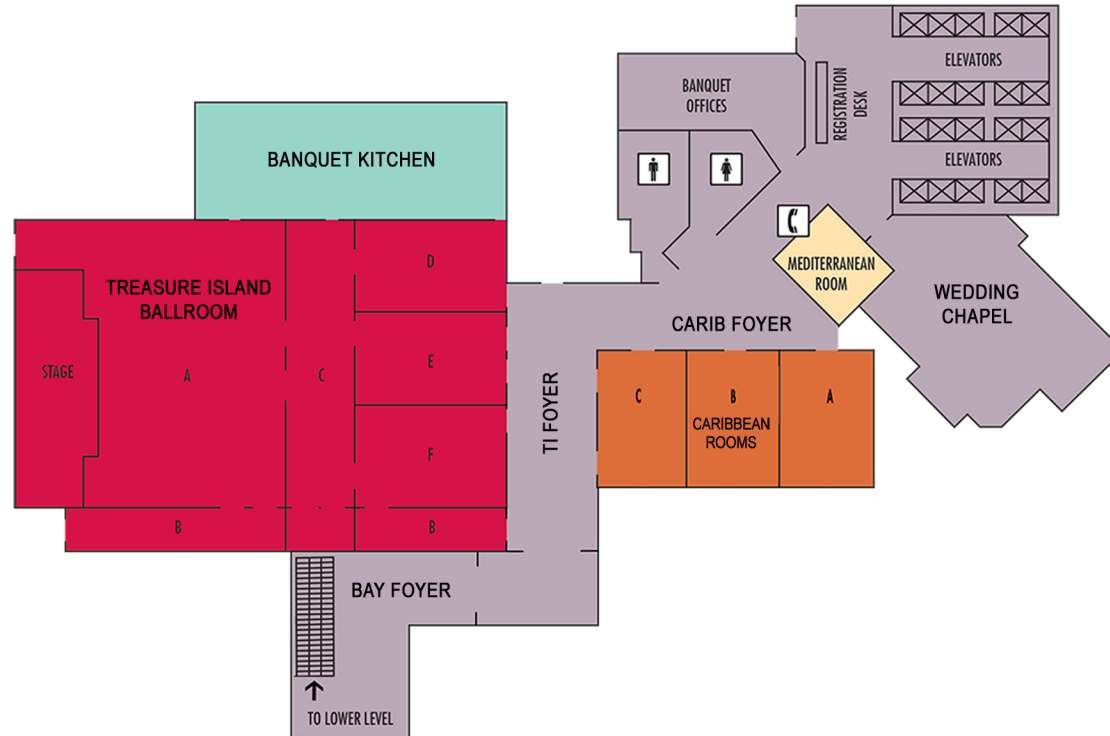 ELEVATORS
BANQUET
OFFICES
REGISTRATION
DESK
ELEVATORS
BANQUET KITCHEN
D
TREASURE ISLAND
BALLROOM
MEDITERRANEAN
ROOM
WEDDING
CHAPEL
CARIB FOYER
STAGE
A
C
E
TI FOYER
C
B
A
CARIBBEAN
ROOMS
F
B
B
BAY FOYER
TO LOWER LEVEL